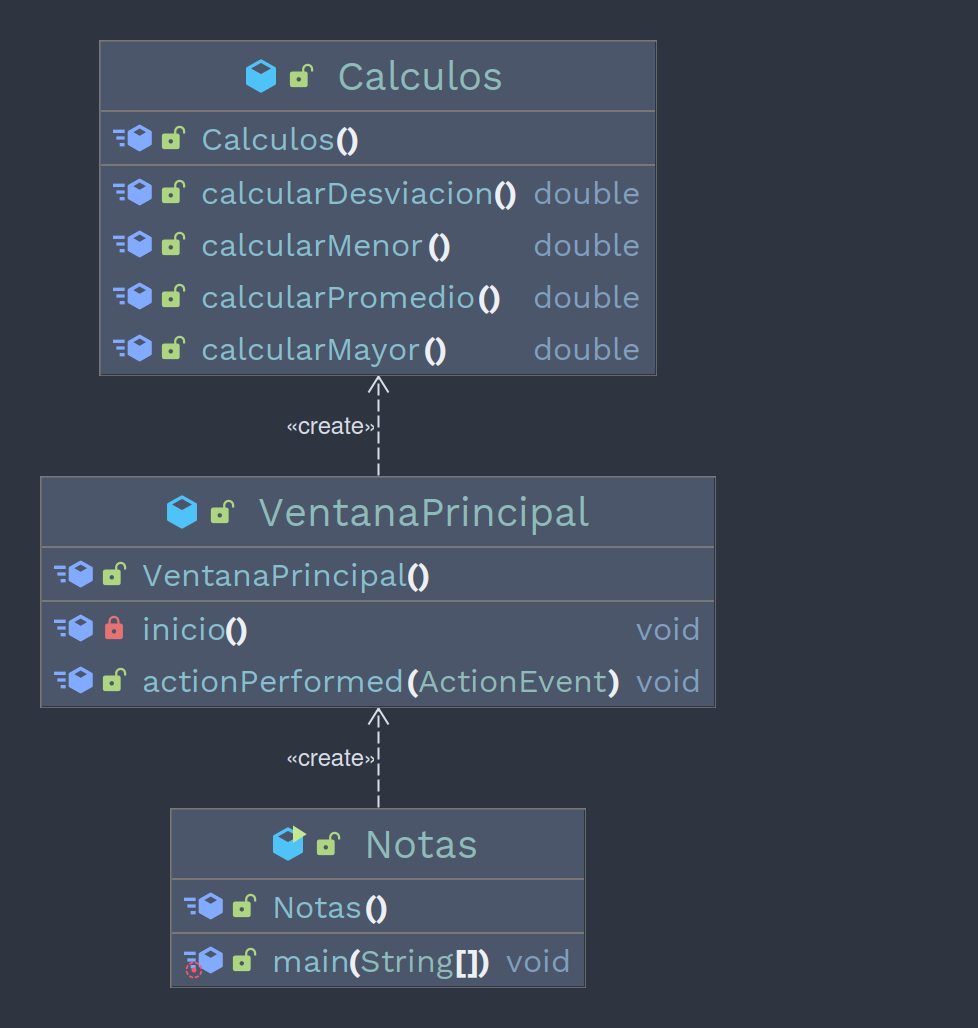 Calculos
Calculos()
calcularDesviacion() double
calcularMenor() double
calcularPromedio() double
calcularMayor() double
«create»
VentanaPrincipal
VentanaPrincipal()
inicio() void
actionPerformed(ActionEvent) void
«create»
Notas
Notas()
main(String[]) void